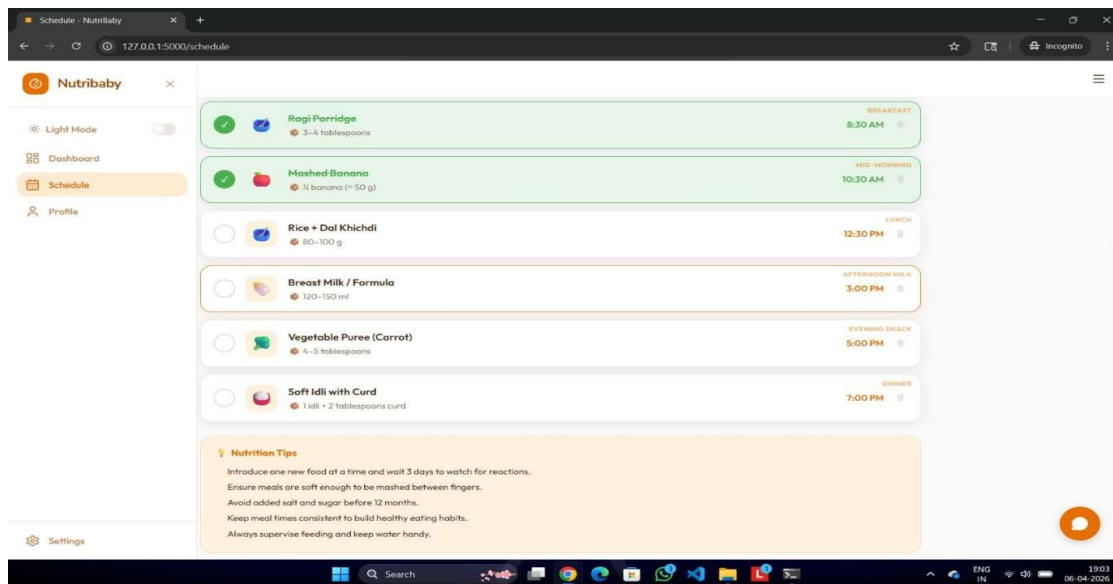 Schedule - NutriBaby
127.0.0.1:5000/schedule
Incognito
Nutribaby
Light Mode
Dashboard
Schedule
Profile
Settings
BREAKFAST
Ragi Porridge
8:30 AM
3-4 tablespoons
MID-MORNING
Mashed Banana
10:30 AM
½ banana (~ 50 g)
LUNCH
Rice + Dal Khichdi
12:30 PM
80-100 g
AFTERNOON MILK
Breast Milk / Formula
3:00 PM
120-150 ml
EVENING SNACK
Vegetable Puree (Carrot)
5:00 PM
4-5 tablespoons
DINNER
Soft Idli with Curd
7:00 PM
1 idli + 2 tablespoons curd
Nutrition Tips
Introduce one new food at a time and wait 3 days to watch for reactions.
Ensure meals are soft enough to be mashed between fingers.
Avoid added salt and sugar before 12 months.
Keep meal times consistent to build healthy eating habits.
Always supervise feeding and keep water handy.
Search
ENG
IN
19:03
06-04-2026